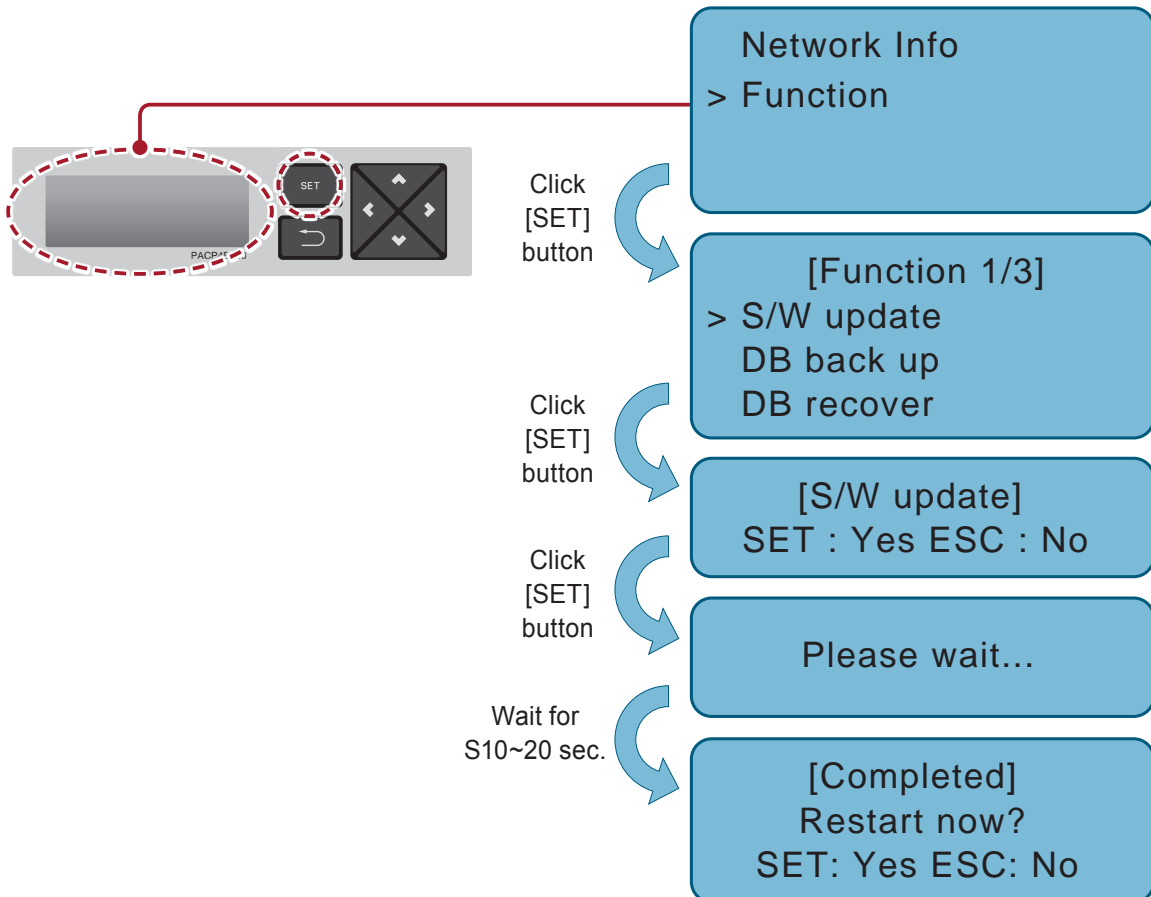 Network Info
> Function
SET
Click
[SET]
button
[Function 1/3]
> S/W update
DB back up
DB recover
Click
[SET]
button
[S/W update]
SET : Yes ESC : No
Click
[SET]
button
Please wait...
Wait for
S10~20 sec.
[Completed]
Restart now?
SET: Yes ESC: No